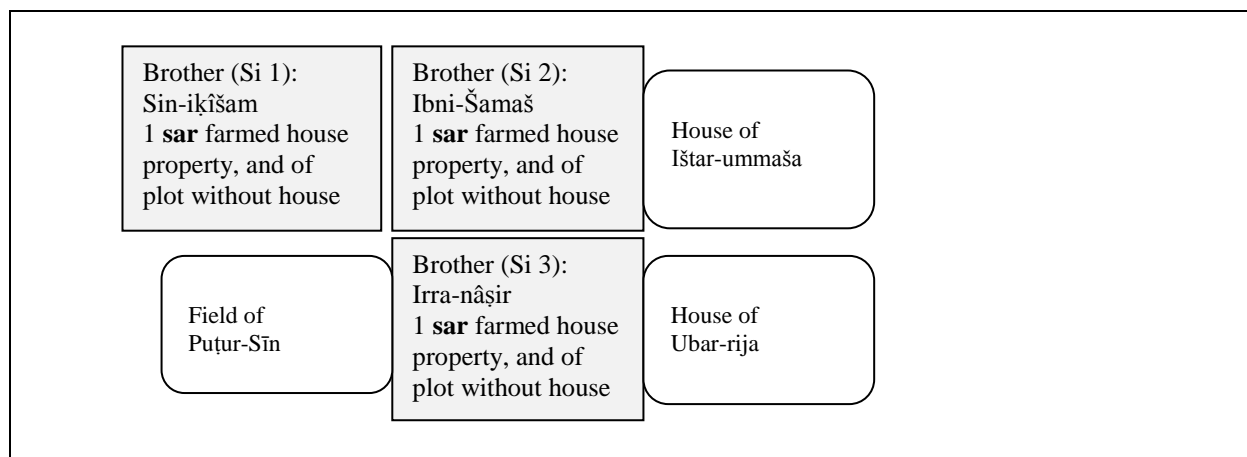 Brother (Si 1):
Sin-iḳîšam
1 sar farmed house
property, and of
plot without house
Brother (Si 2):
Ibni-Šamaš
1 sar farmed house
property, and of
plot without house
House of
Ištar-ummaša
Field of
Puṭur-Sīn
Brother (Si 3):
Irra-nâṣir
1 sar farmed house
property, and of
plot without house
House of
Ubar-rija